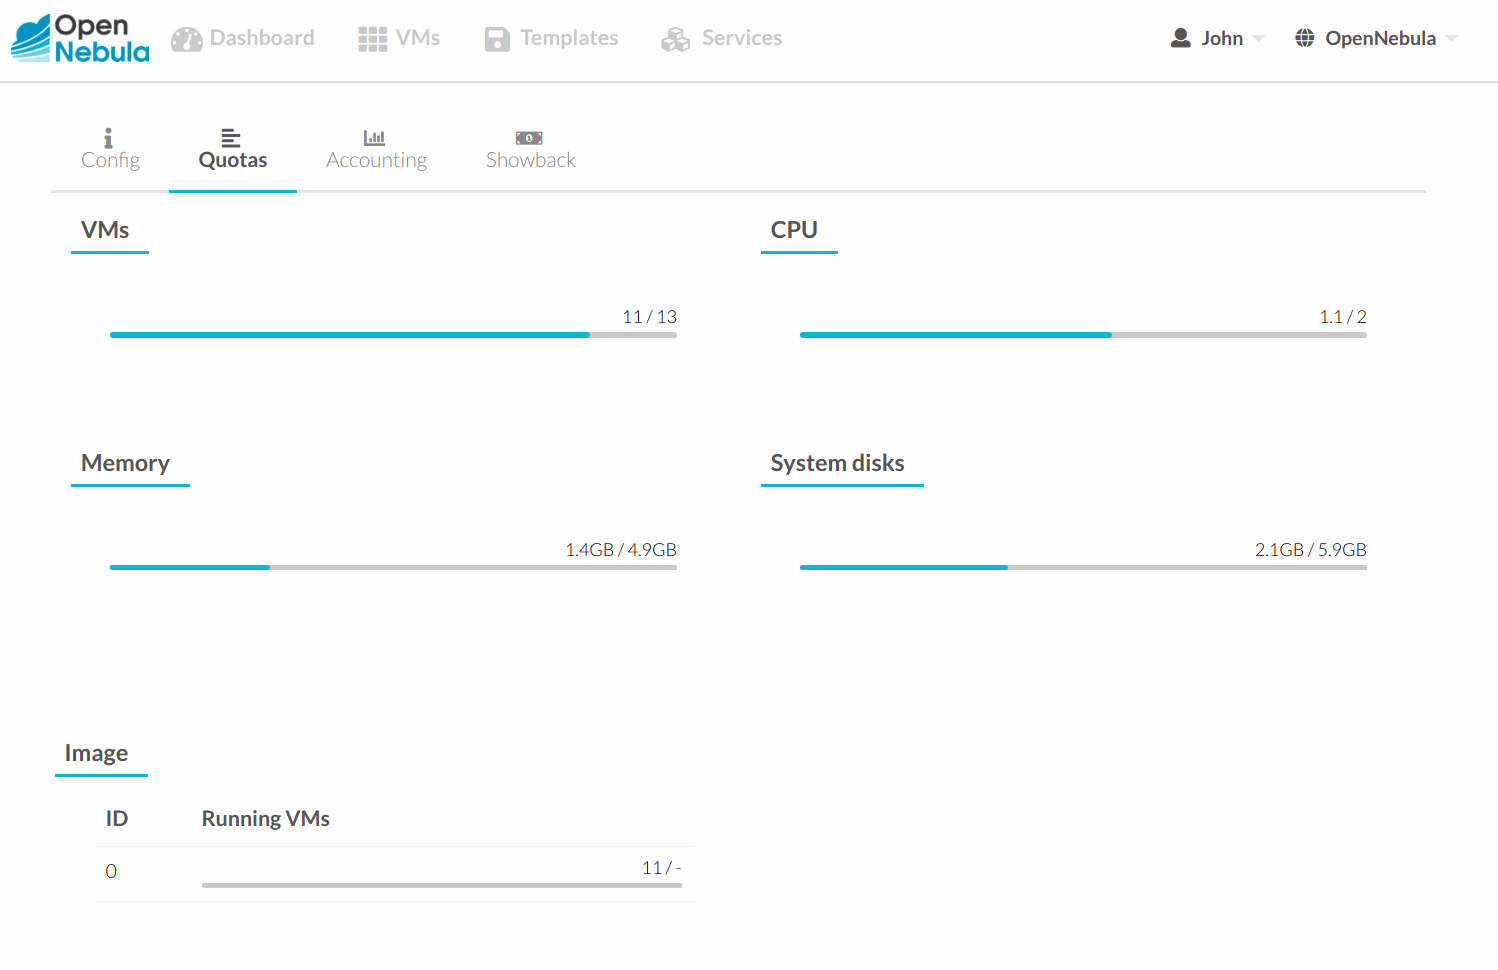 Open
Nebula
Dashboard VMs Templates Services John OpenNebula
Config Quotas Accounting Showback
VMs
11 / 13
CPU
1.1 / 2
Memory
1.4GB / 4.9GB
System disks
2.1GB / 5.9GB
Image
ID Running VMs
0 11 / -